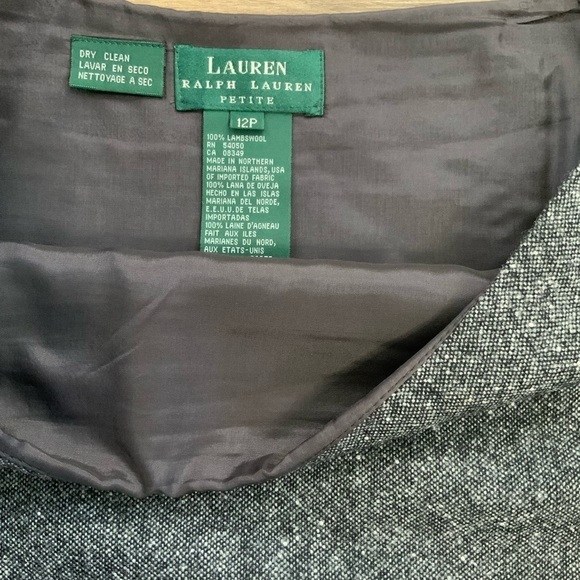 DRY CLEAN
LAVAR EN SECO
NETTOYAGE A SEC
LAUREN
RALPH LAUREN
PETITE
12P
100% LAMBSWOOL
RN 54050
CA 08349
MADE IN NORTHERN
MARIANA ISLANDS, USA
OF IMPORTED FABRIC
100% LANA DE OVEJA
HECHO EN LAS ISLAS
MARIANA DEL NORDE,
E.E.U.U. DE TELAS
IMPORTADAS
100% LAINE D'AGNEAU
FAIT AUX ILES
MARIANES DU NORD,
AUX ETATS-UNIS